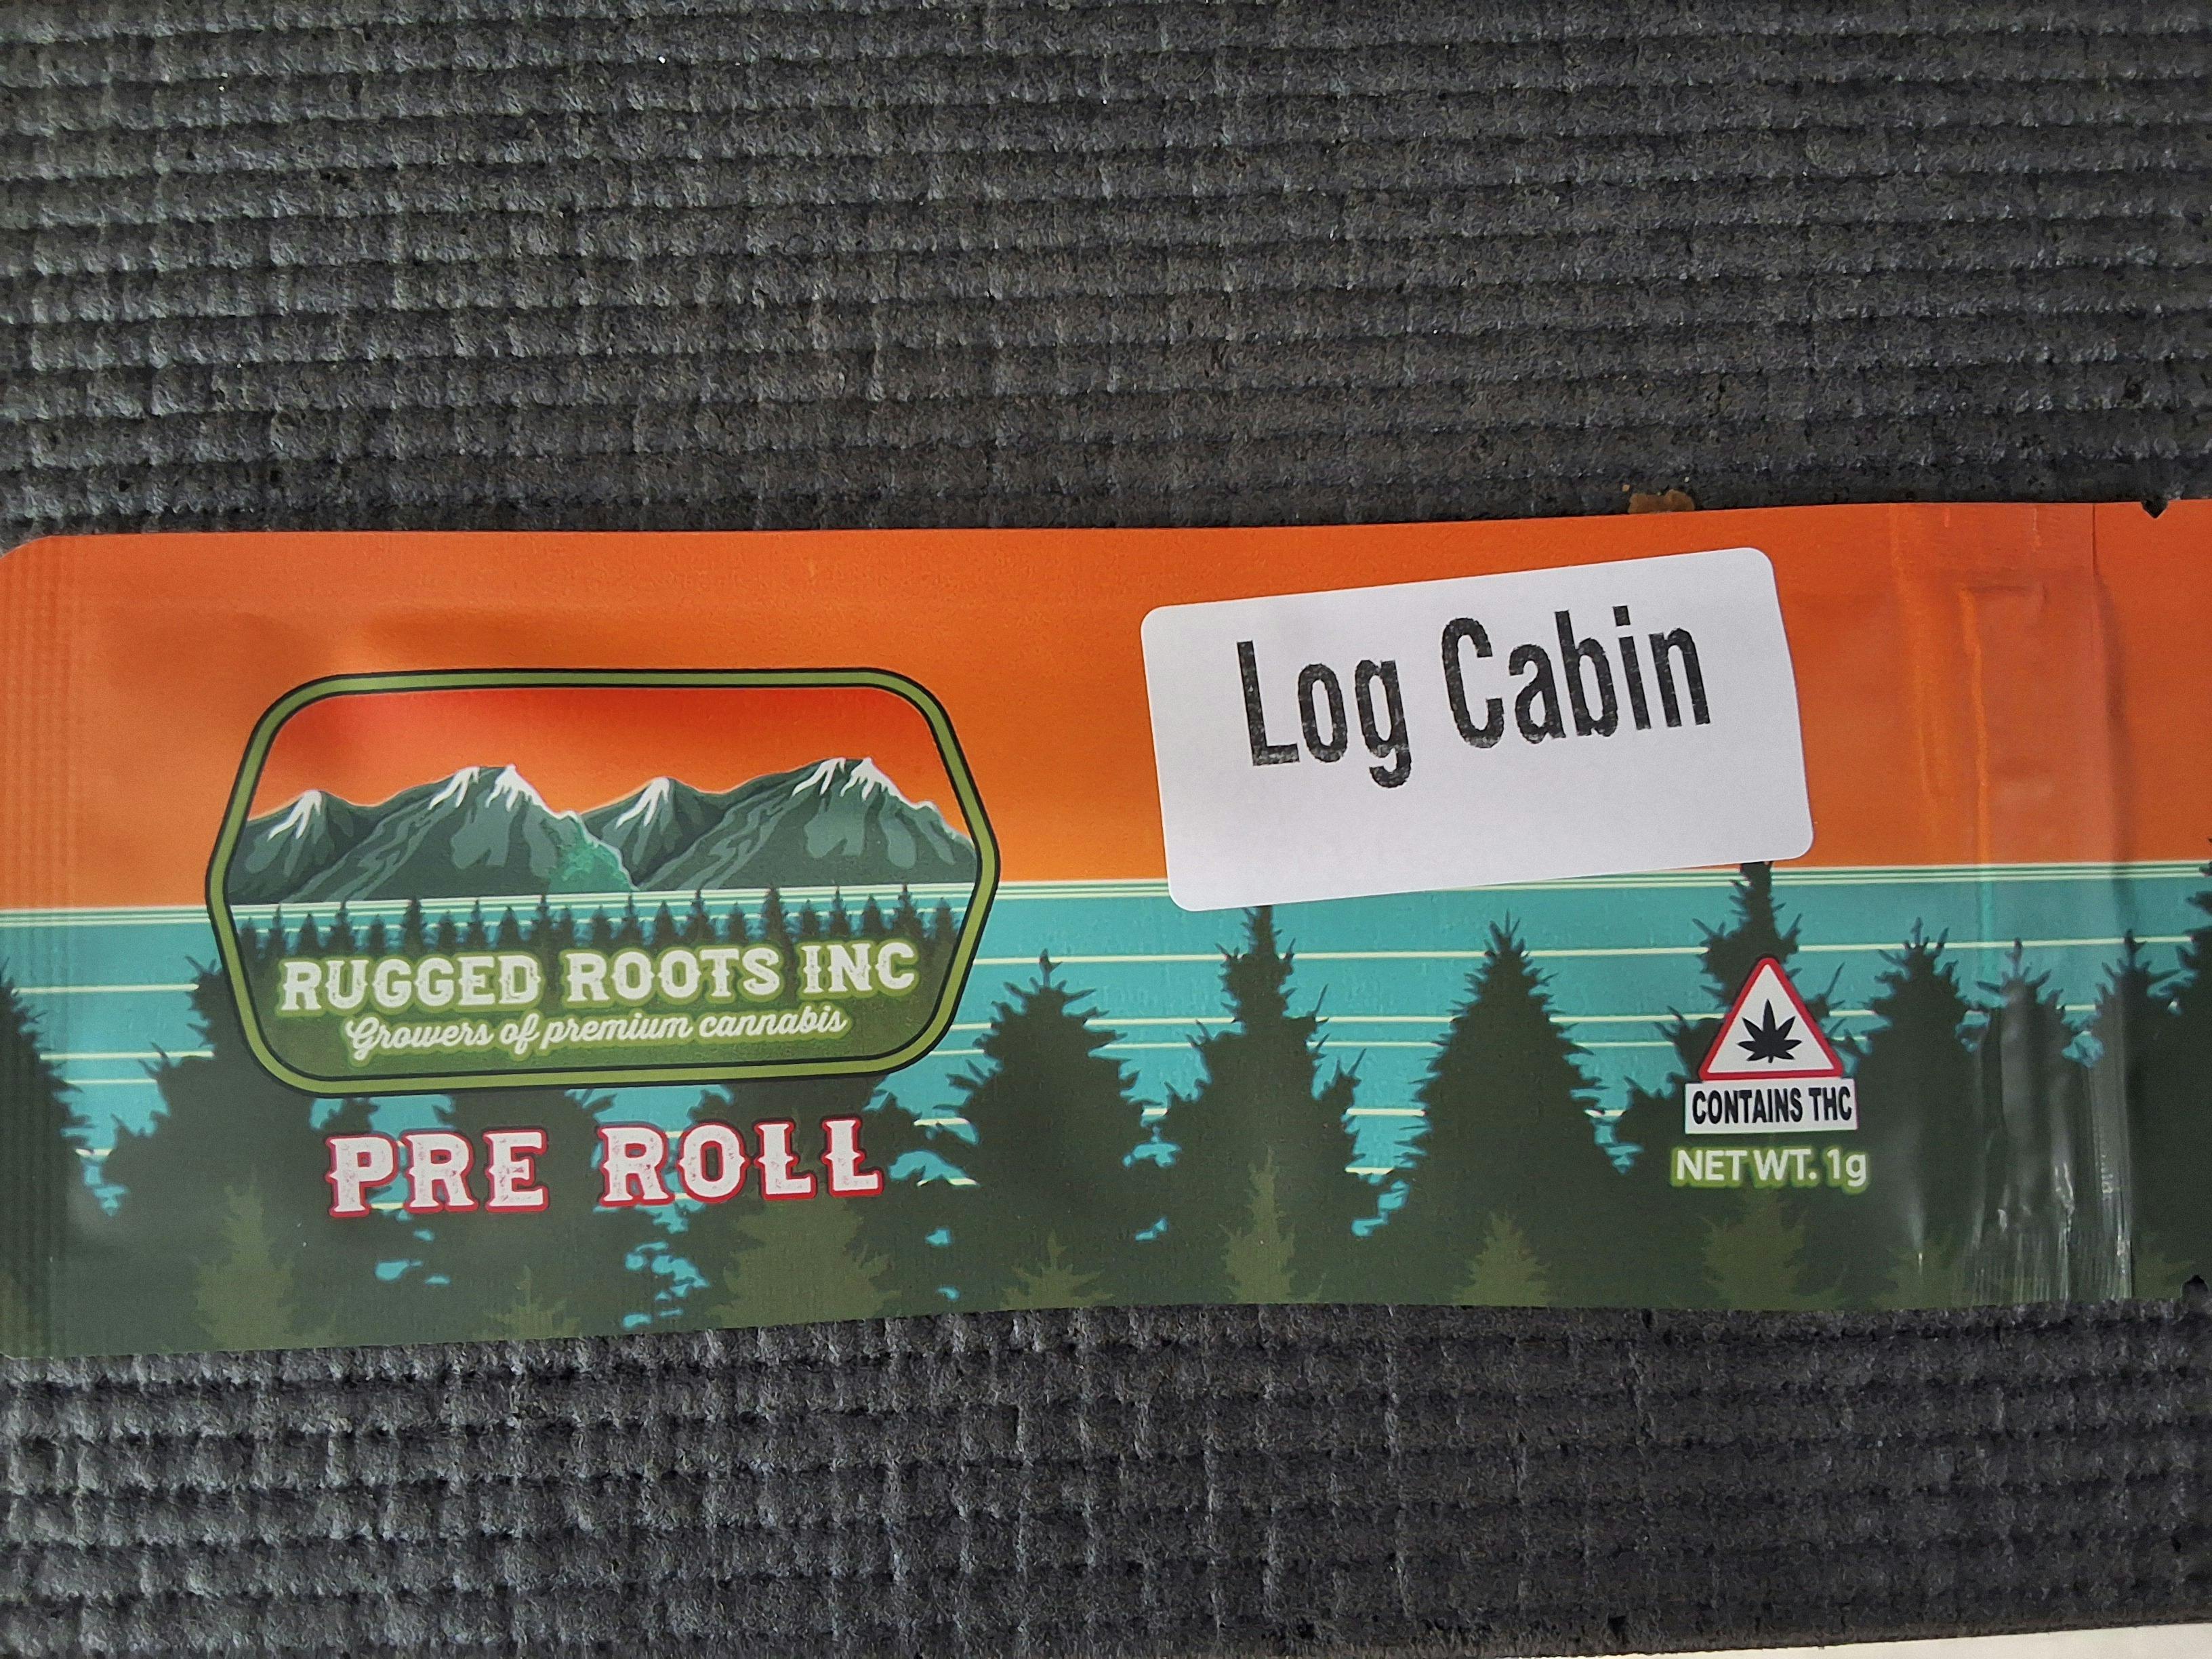 Log Cabin
RUGGED ROOTS INC
Growers of premium cannabis
PRE ROLL
CONTAINS THC
NET WT. 1g